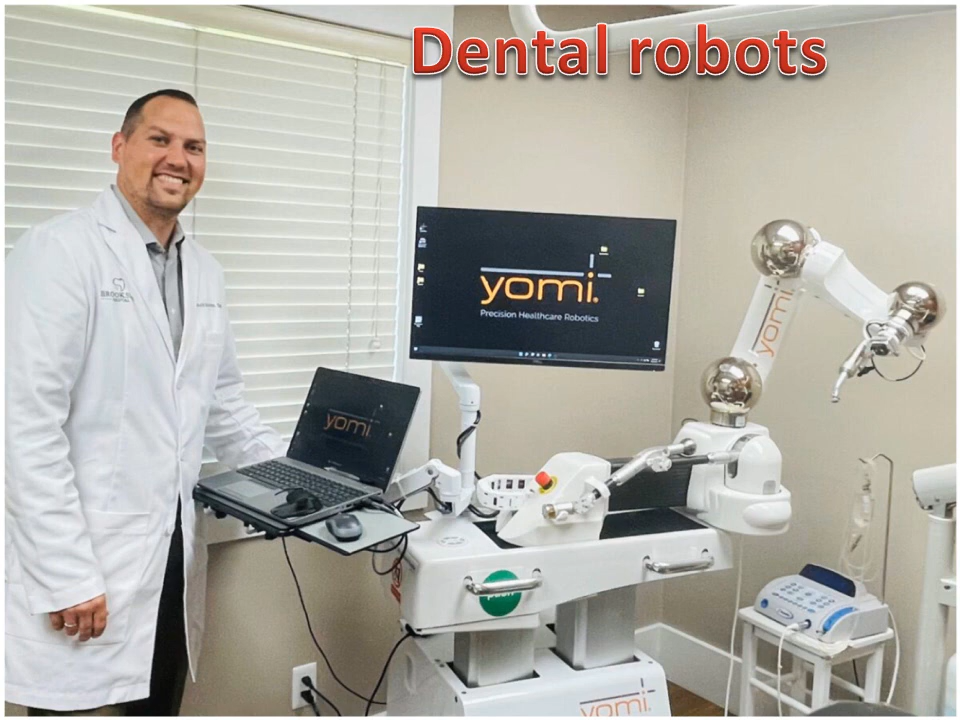 Dental robots
yomi.
Precision Healthcare Robotics
yomi.
yomi.
push
yomi.